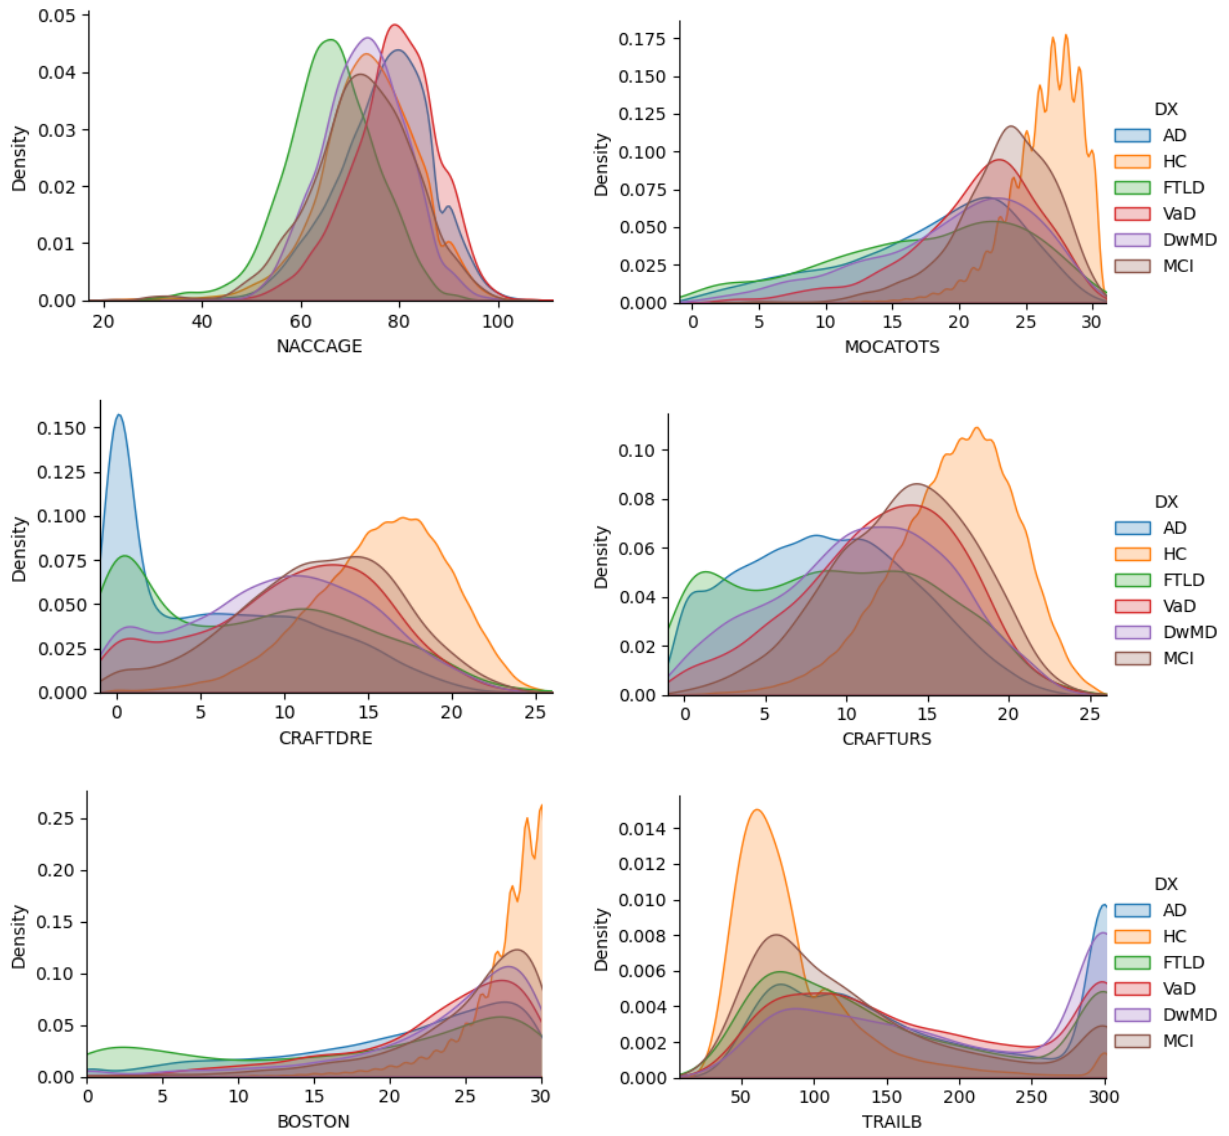 0.05
0.04
0.03
0.02
0.01
0.00
Density
20 40 60 80 100
NACCAGE
0.175
0.150
0.125
0.100
0.075
0.050
0.025
0.000
Density
0 5 10 15 20 25 30
MOCATOTS
DX
AD
HC
FTLD
VaD
DwMD
MCI
0.150
0.125
0.100
0.075
0.050
0.025
0.000
Density
0 5 10 15 20 25
CRAFTDRE
0.10
0.08
0.06
0.04
0.02
0.00
Density
0 5 10 15 20 25
CRAFTURS
DX
AD
HC
FTLD
VaD
DwMD
MCI
0.25
0.20
0.15
0.10
0.05
0.00
Density
0 5 10 15 20 25 30
BOSTON
0.014
0.012
0.010
0.008
0.006
0.004
0.002
0.000
Density
50 100 150 200 250 300
TRAILB
DX
AD
HC
FTLD
VaD
DwMD
MCI